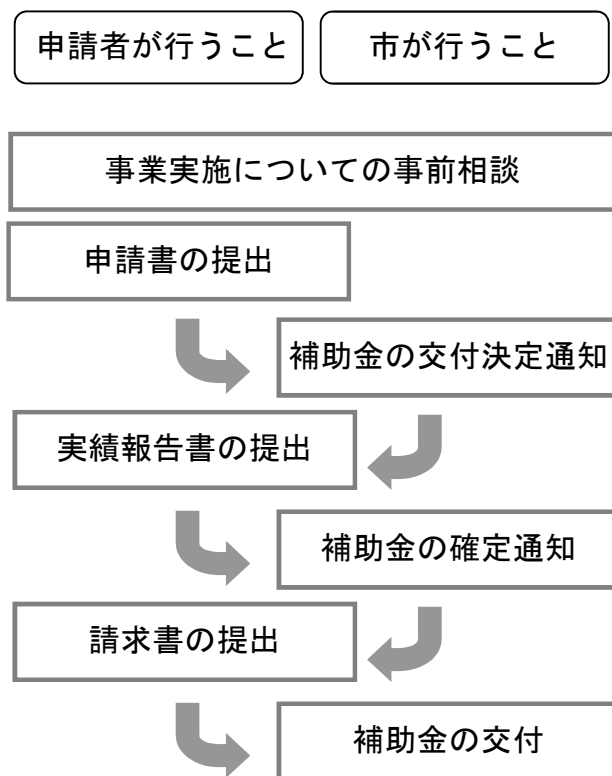 申請者が行うこと
市が行うこと
事業実施についての事前相談
申請書の提出
補助金の交付決定通知
実績報告書の提出
補助金の確定通知
請求書の提出
補助金の交付